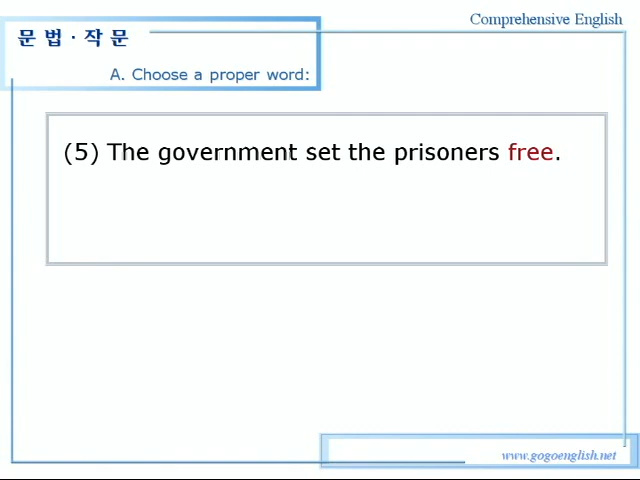 Comprehensive English
문 법 · 작 문
A. Choose a proper word:
(5) The government set the prisoners free.
www.gogoenglish.net